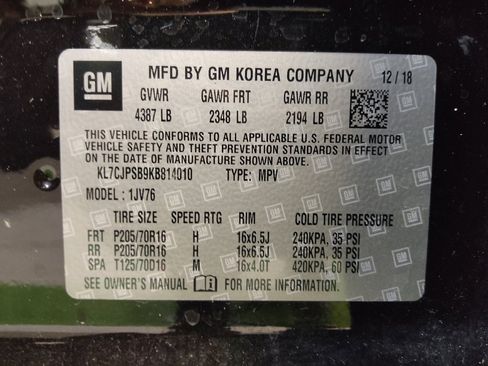 GM MFD BY GM KOREA COMPANY 12/18
GVWR GAWR FRT GAWR RR
4387 LB 2348 LB 2194 LB
THIS VEHICLE CONFORMS TO ALL APPLICABLE U.S. FEDERAL MOTOR
VEHICLE SAFETY AND THEFT PREVENTION STANDARDS IN EFFECT
ON THE DATE OF MANUFACTURE SHOWN ABOVE.
KL7CJPSB9KB814010 TYPE: MPV
MODEL : 1JV76
TIRE SIZE SPEED RTG RIM COLD TIRE PRESSURE
FRT P205/70R16 H 16x6.5J 240KPA, 35 PSI
RR P205/70R16 H 16x6.5J 240KPA, 35 PSI
SPA T125/70D16 M 16x4.0T 420KPA, 60 PSI
SEE OWNER'S MANUAL FOR MORE INFORMATION.